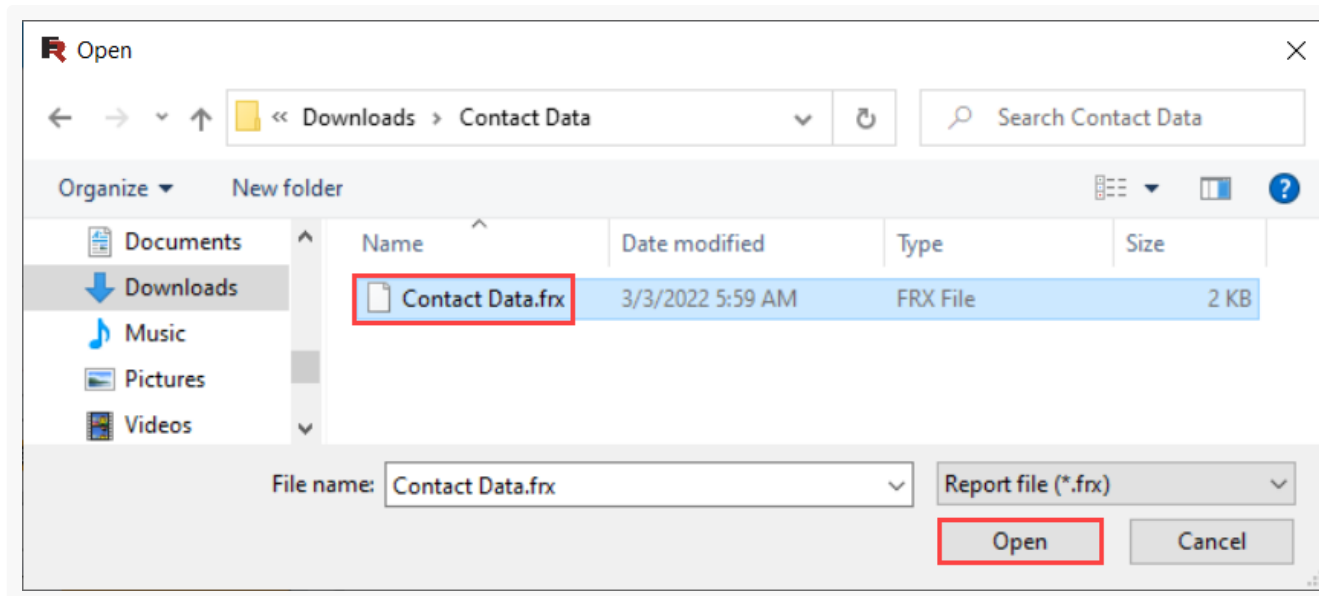 Open
« Downloads › Contact Data Search Contact Data
Organize New folder
Documents Name Date modified Type Size
Downloads Contact Data.frx 3/3/2022 5:59 AM FRX File 2 KB
Music
Pictures
Videos
File name: Contact Data.frx Report file (*.frx)
Open Cancel